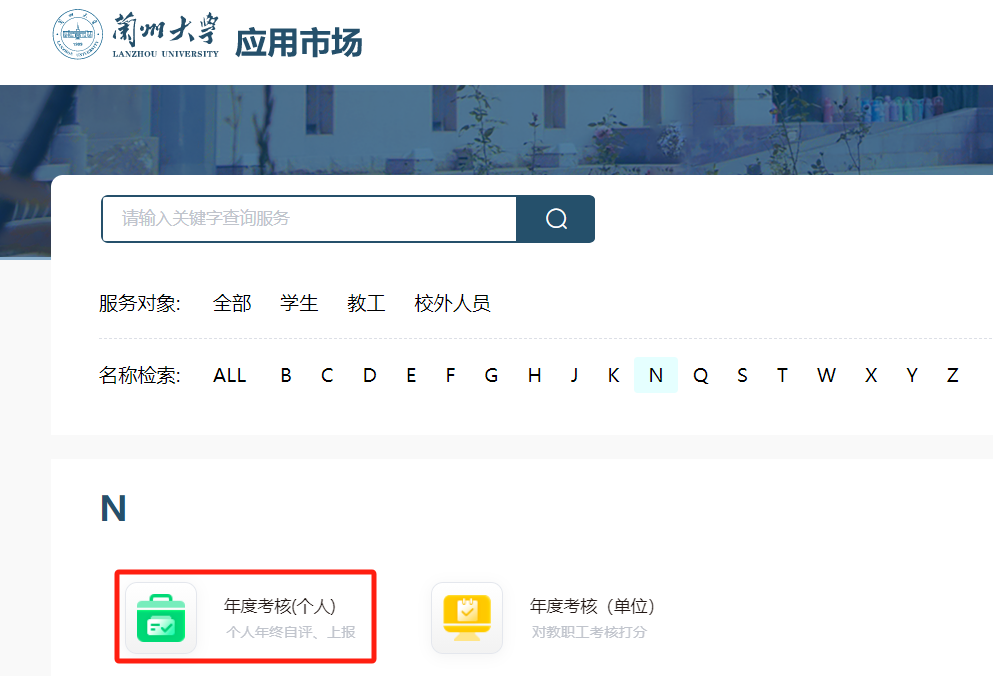 兰州大学
LANZHOU UNIVERSITY
应用市场
请输入关键字查询服务
服务对象: 全部 学生 教工 校外人员
名称检索: ALL B C D E F G H J K N Q S T W X Y Z
N
年度考核(个人)
个人年终自评、上报
年度考核（单位）
对教职工考核打分